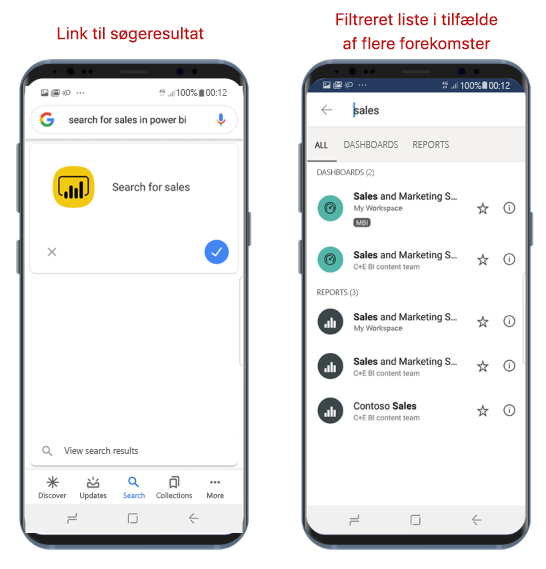 Link til søgeresultat
100% 00:12
search for sales in power bi
Search for sales
View search results
Discover Updates Search Collections More
Filtreret liste i tilfælde
af flere forekomster
100% 00:12
sales
ALL DASHBOARDS REPORTS
DASHBOARDS (2)
Sales and Marketing S...
My Workspace
MBI
Sales and Marketing S...
C+E BI content team
REPORTS (3)
Sales and Marketing S...
My Workspace
Sales and Marketing S...
C+E BI content team
Contoso Sales
C+E BI content team